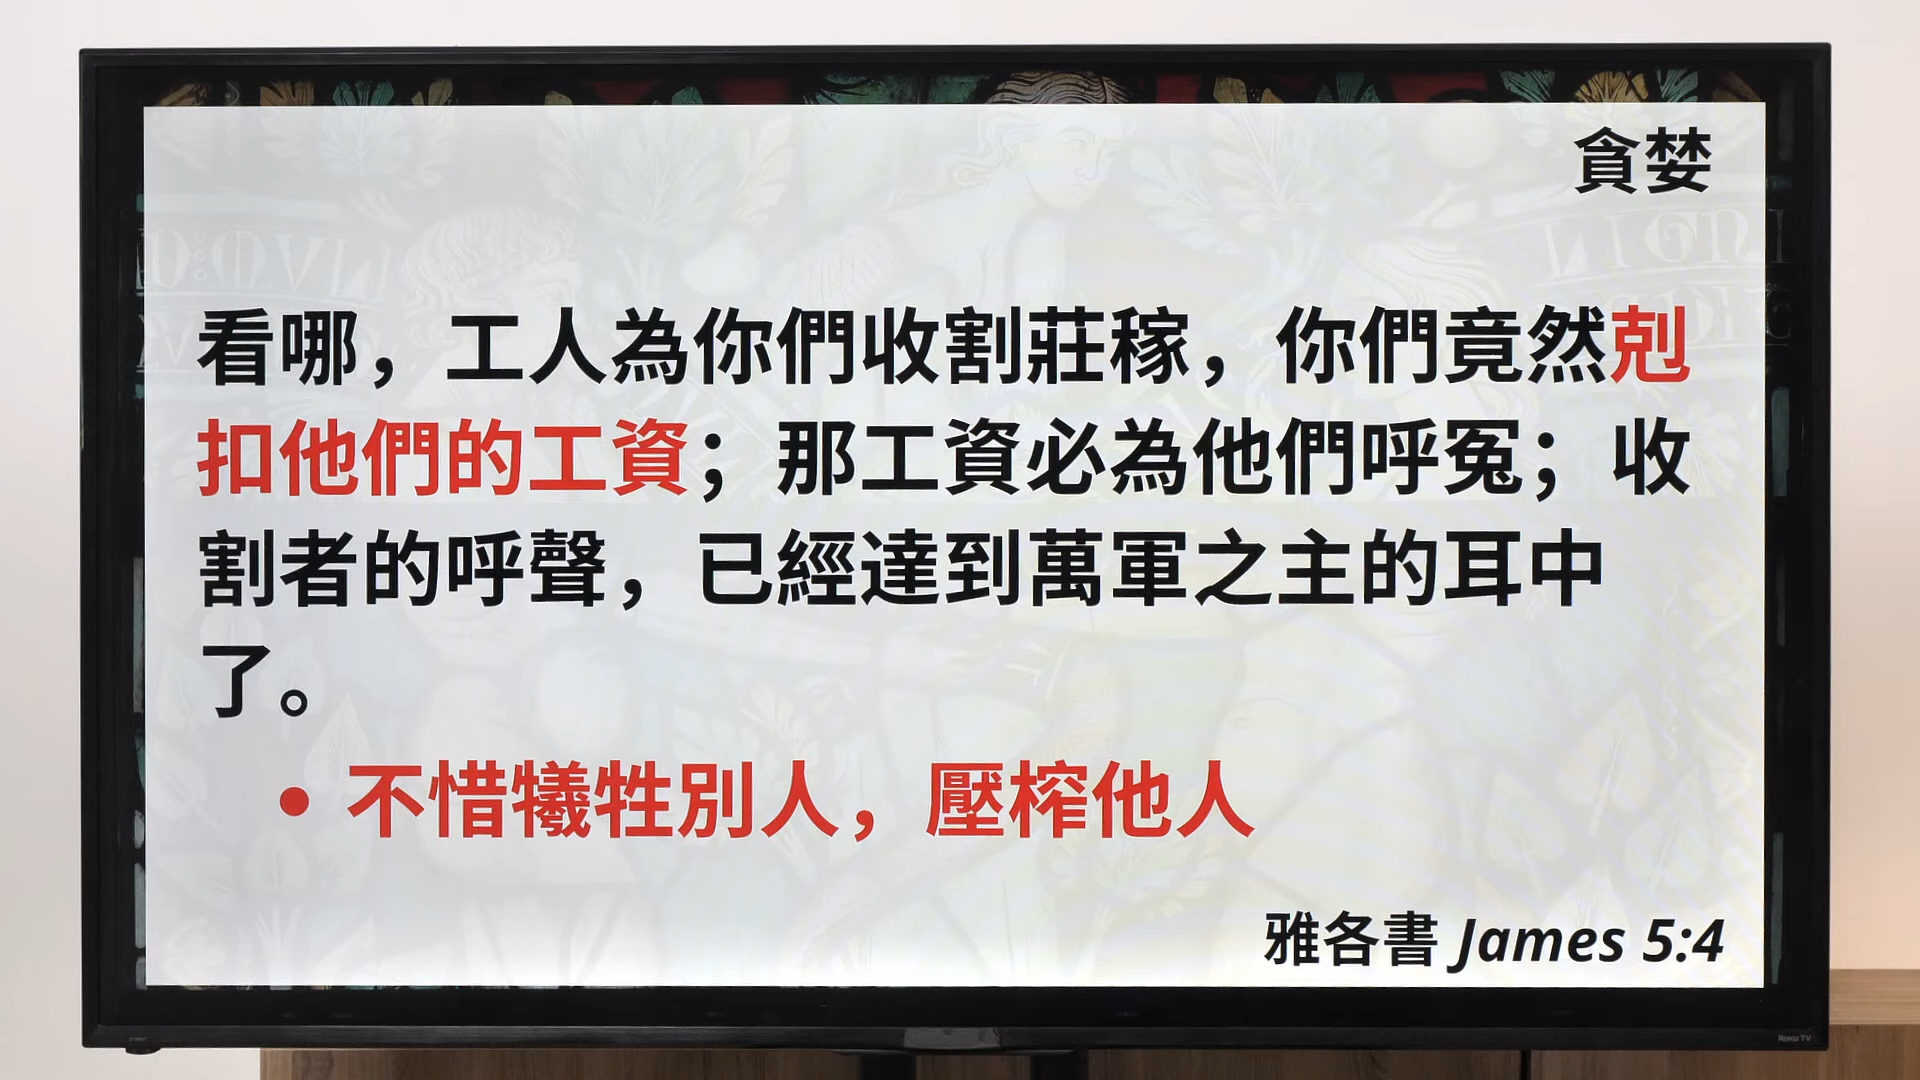 貪婪
看哪，工人為你們收割莊稼，你們竟然剋
扣他們的工資；那工資必為他們呼冤；收
割者的呼聲，已經達到萬軍之主的耳中
了。
• 不惜犧牲別人，壓榨他人
雅各書 James 5:4
Roku TV